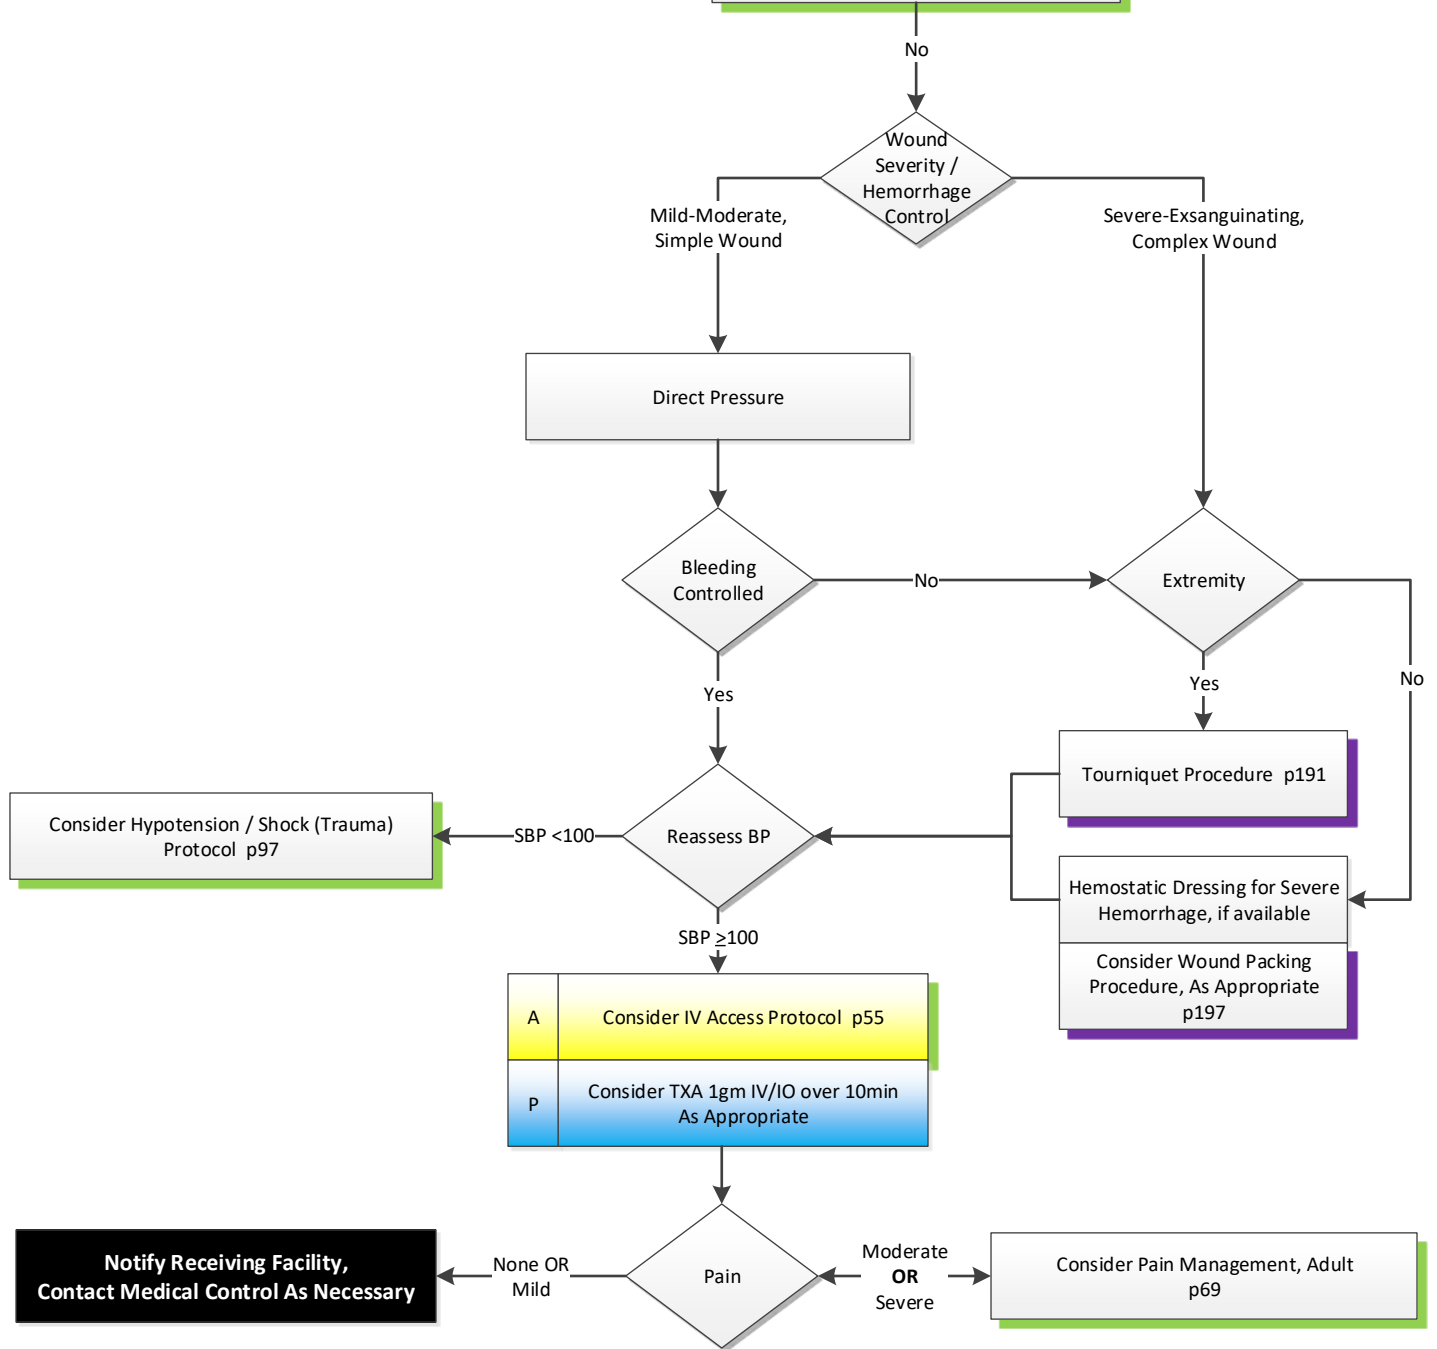 No
Wound
Severity /
Hemorrhage
Control
Mild-Moderate,
Simple Wound
Severe-Exsanguinating,
Complex Wound
Direct Pressure
Bleeding
Controlled
No
Extremity
Yes
Yes
No
Tourniquet Procedure p191
Consider Hypotension / Shock (Trauma)
Protocol p97
SBP <100
Reassess BP
Hemostatic Dressing for Severe
Hemorrhage, if available
SBP ≥100
Consider Wound Packing
Procedure, As Appropriate
p197
A
Consider IV Access Protocol p55
P
Consider TXA 1gm IV/IO over 10min
As Appropriate
Notify Receiving Facility,
Contact Medical Control As Necessary
None OR
Mild
Pain
Moderate
OR
Severe
Consider Pain Management, Adult
p69